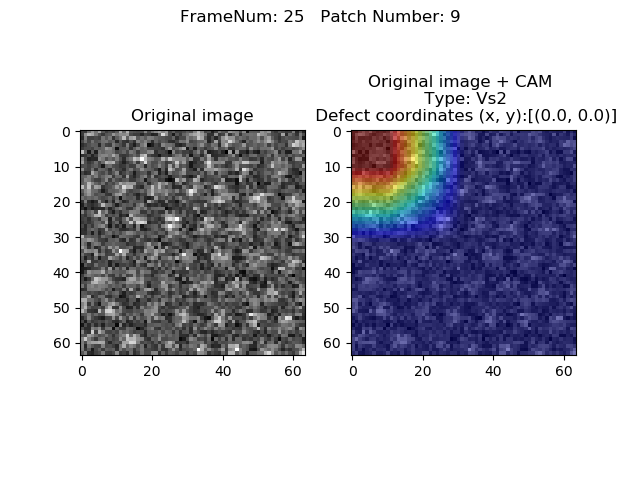 FrameNum: 25   Patch Number: 9
Original image
0
10
20
30
40
50
60
0 20 40 60
Original image + CAM
Type: Vs2
Defect coordinates (x, y):[(0.0, 0.0)]
0
10
20
30
40
50
60
0 20 40 60